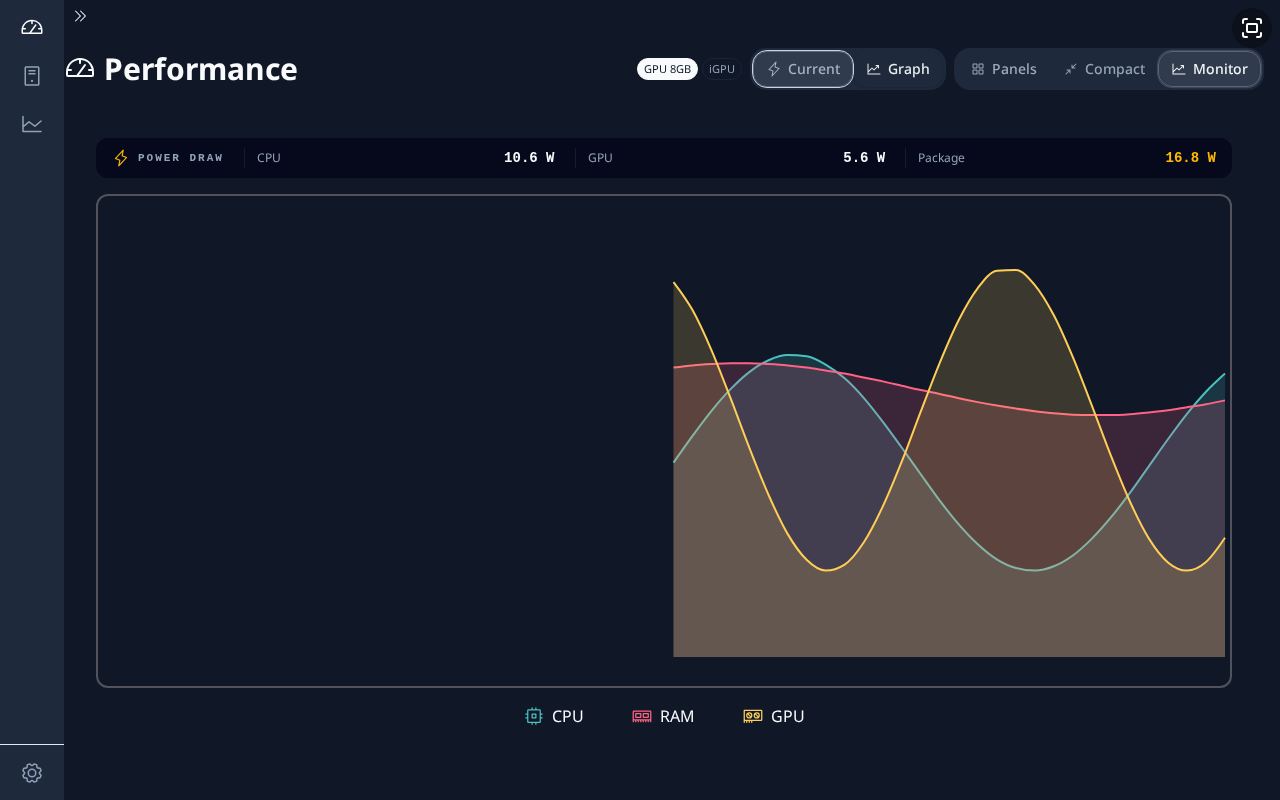 Performance
GPU 8GB iGPU Current Graph Panels Compact Monitor
POWER DRAW CPU 10.6 W GPU 5.6 W Package 16.8 W
CPU RAM GPU